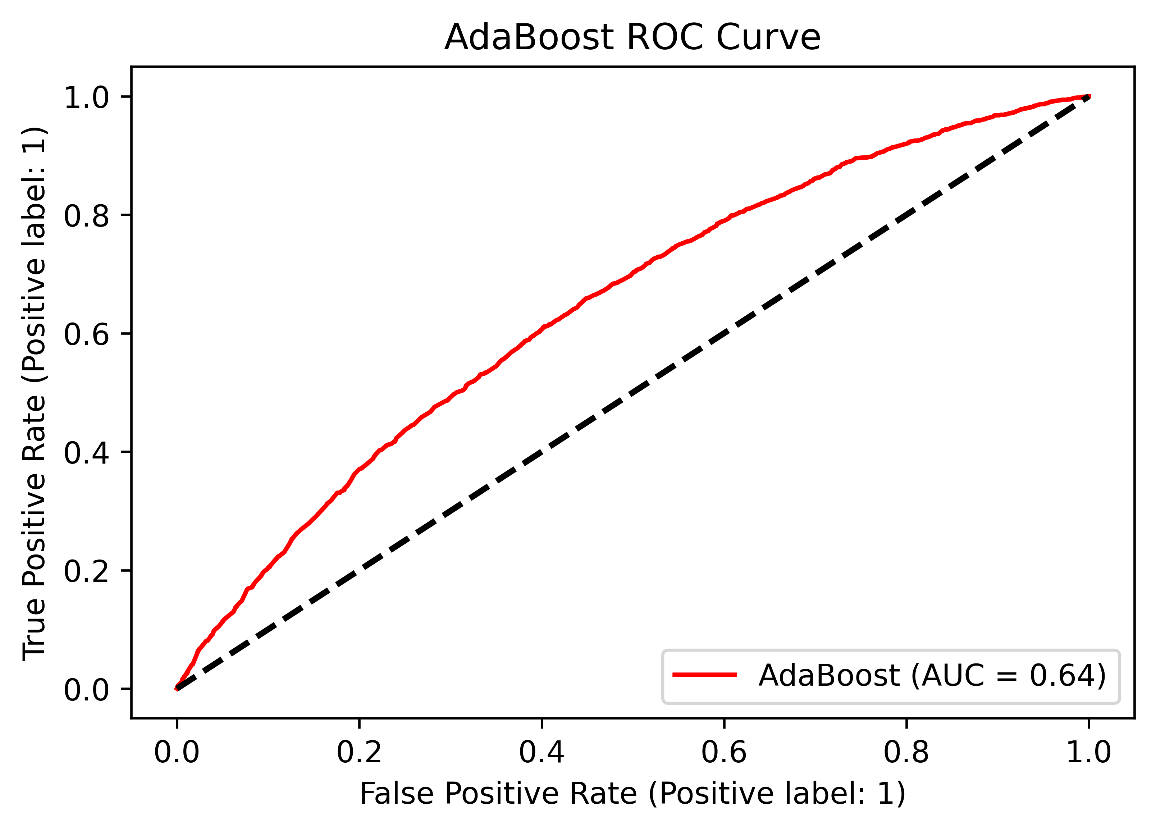 AdaBoost ROC Curve
True Positive Rate (Positive label: 1)
1.0
0.8
0.6
0.4
0.2
0.0
AdaBoost (AUC = 0.64)
0.0 0.2 0.4 0.6 0.8 1.0
False Positive Rate (Positive label: 1)